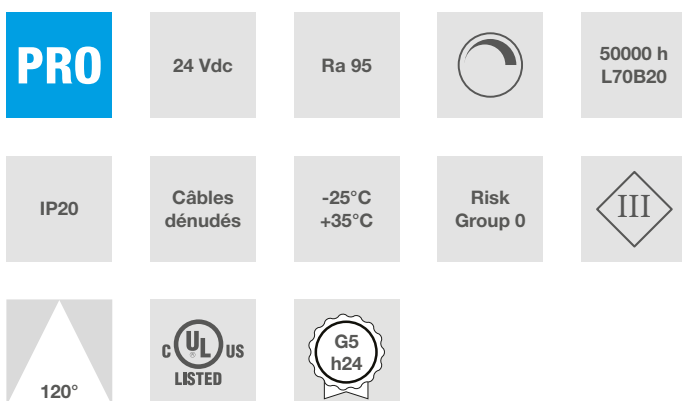 PRO
24 Vdc
Ra 95
50000 h
L70B20
IP20
Câbles
dénudés
-25°C
+35°C
Risk
Group 0
III
120°
C UL® US
LISTED
G5
h24